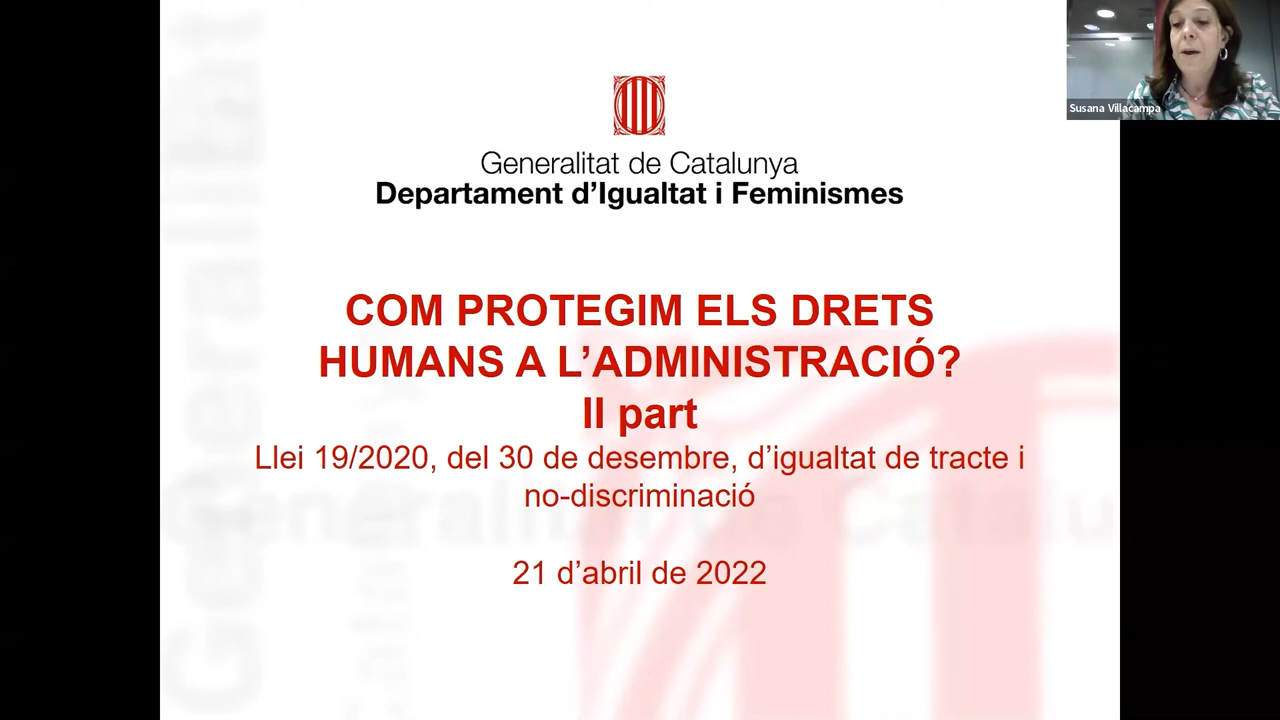 Susana Villacampa
Generalitat de Catalunya
Departament d'Igualtat i Feminismes
COM PROTEGIM ELS DRETS
HUMANS A L'ADMINISTRACIÓ?
II part
Llei 19/2020, del 30 de desembre, d'igualtat de tracte i
no-discriminació
21 d'abril de 2022